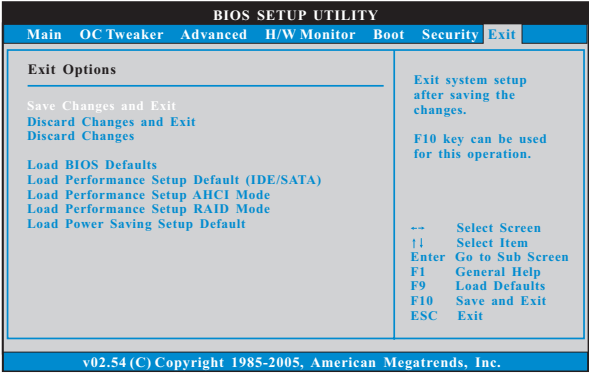 BIOS SETUP UTILITY
Main OC Tweaker Advanced H/W Monitor Boot Security Exit
Exit Options
Save Changes and Exit
Discard Changes and Exit
Discard Changes
Load BIOS Defaults
Load Performance Setup Default (IDE/SATA)
Load Performance Setup AHCI Mode
Load Performance Setup RAID Mode
Load Power Saving Setup Default
Exit system setup
after saving the
changes.
F10 key can be used
for this operation.
←→ Select Screen
↑↓ Select Item
Enter Go to Sub Screen
F1 General Help
F9 Load Defaults
F10 Save and Exit
ESC Exit
v02.54 (C) Copyright 1985-2005, American Megatrends, Inc.